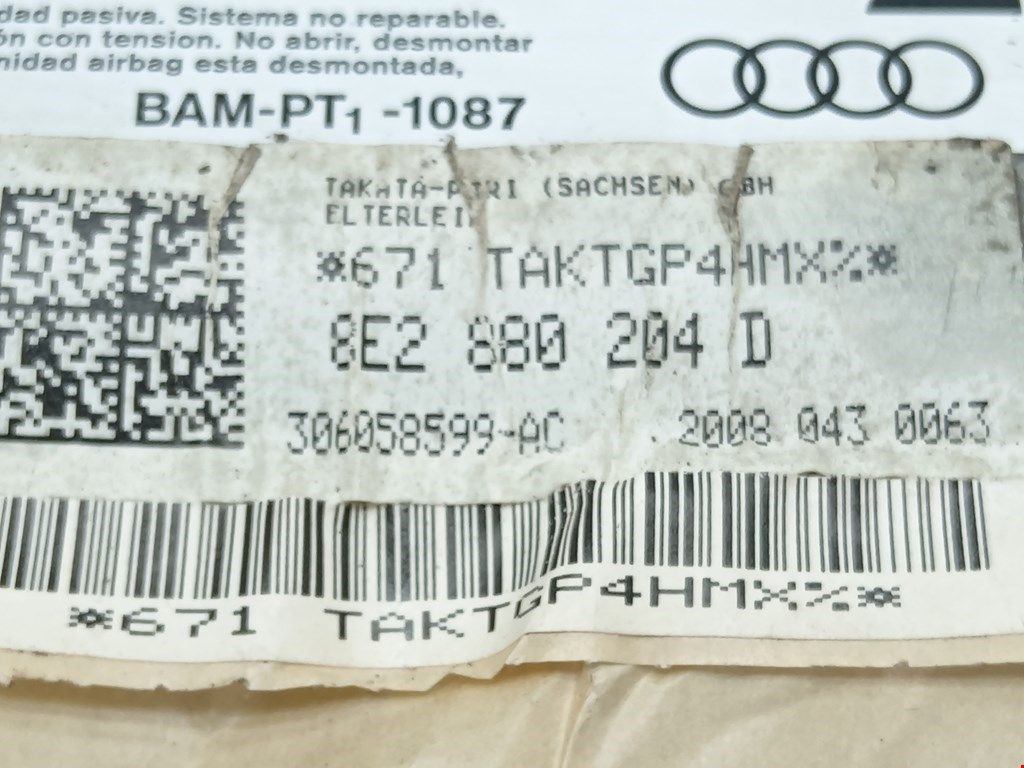 dad pasiva. Sistema no reparable.
ón con tension. No abrir, desmontar
nidad airbag esta desmontada,
BAM-PT1 -1087
TAKATA-PETRI (SACHSEN) GMBH
ELTERLEIN
*671 TAKTGP4HMX%*
8E2 880 204 D
306058599-AC 2008 043 0063
*671 TAKTGP4HMX%*